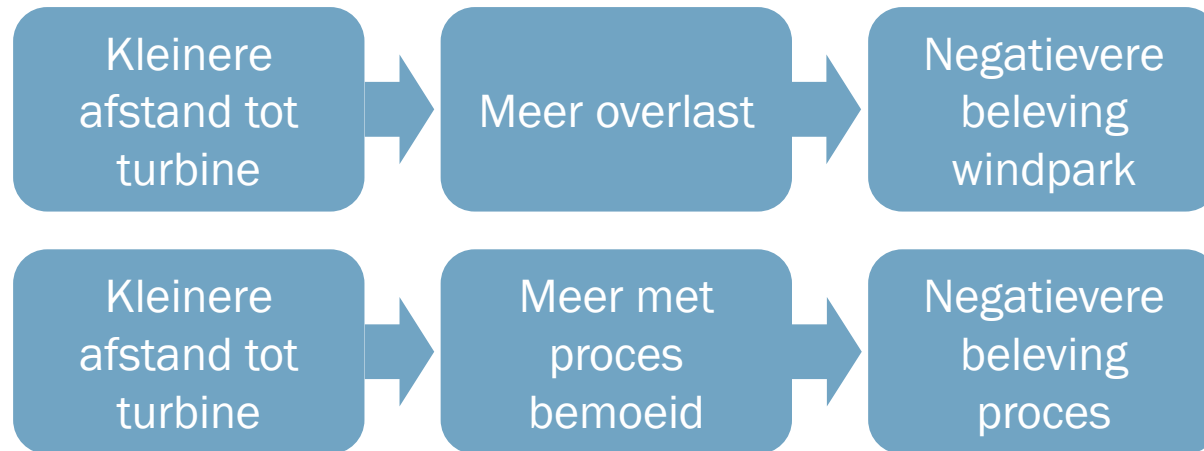 Kleinere
afstand tot
turbine
Meer overlast
Negatievere
beleving
windpark
Kleinere
afstand tot
turbine
Meer met
proces
bemoeid
Negatievere
beleving
proces